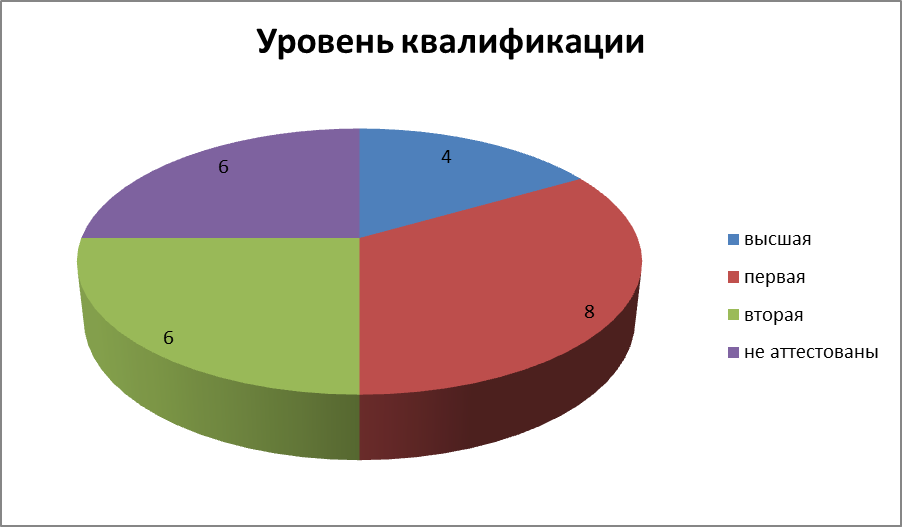 Уровень квалификации
6
4
8
6
высшая
первая
вторая
не аттестованы